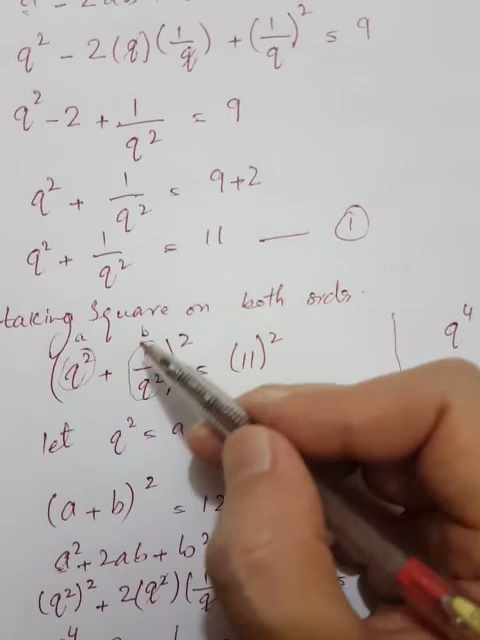 q² - 2(q)(1/q) + (1/q)² = 9
q² - 2 + 1/q² = 9
q² + 1/q² = 9+2
q² + 1/q² = 11 — ①
taking Square on both sids.
a b
(q² + 1/q²)² = (11)²
q⁴
let q² = a
(a + b)² = 12
a² + 2ab + b²
(q²)² + 2(q²)(1/q =